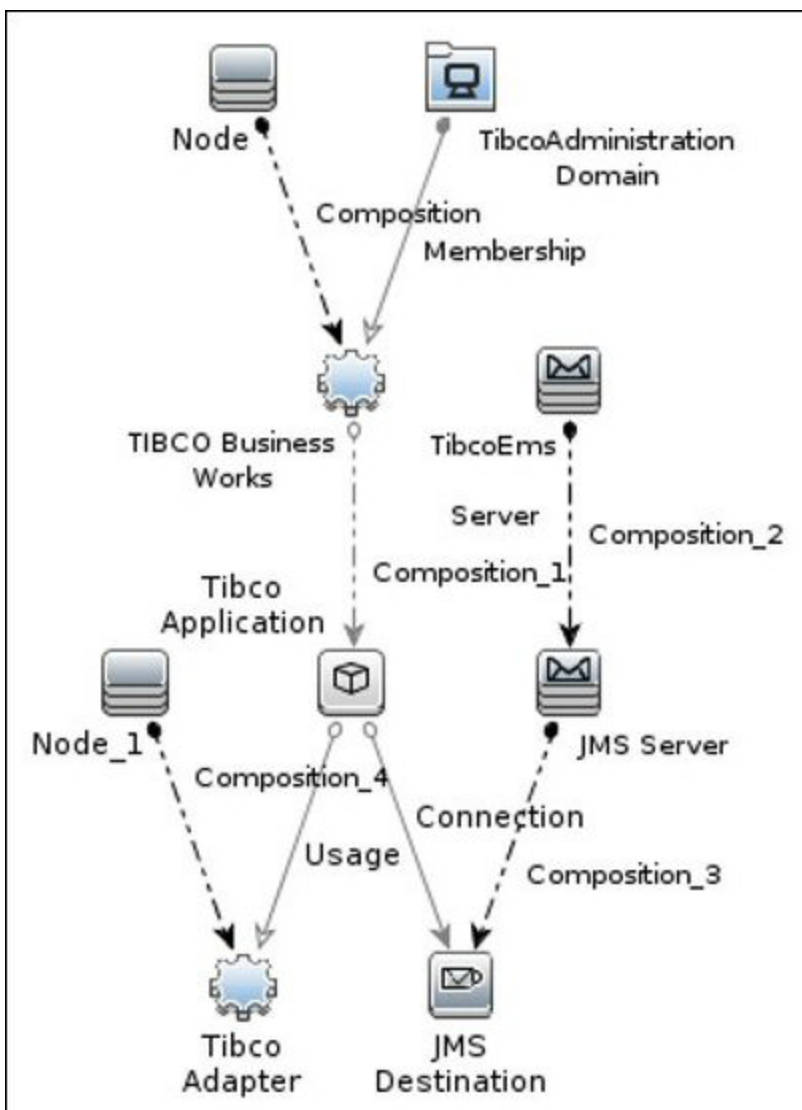 Node
TibcoAdministration
Domain
Composition
Membership
TIBCO Business
Works
TibcoEms
Server
Composition_2
Composition_1
Tibco
Application
Node_1
JMS Server
Composition_4
Connection
Usage
Composition_3
Tibco
Adapter
JMS
Destination